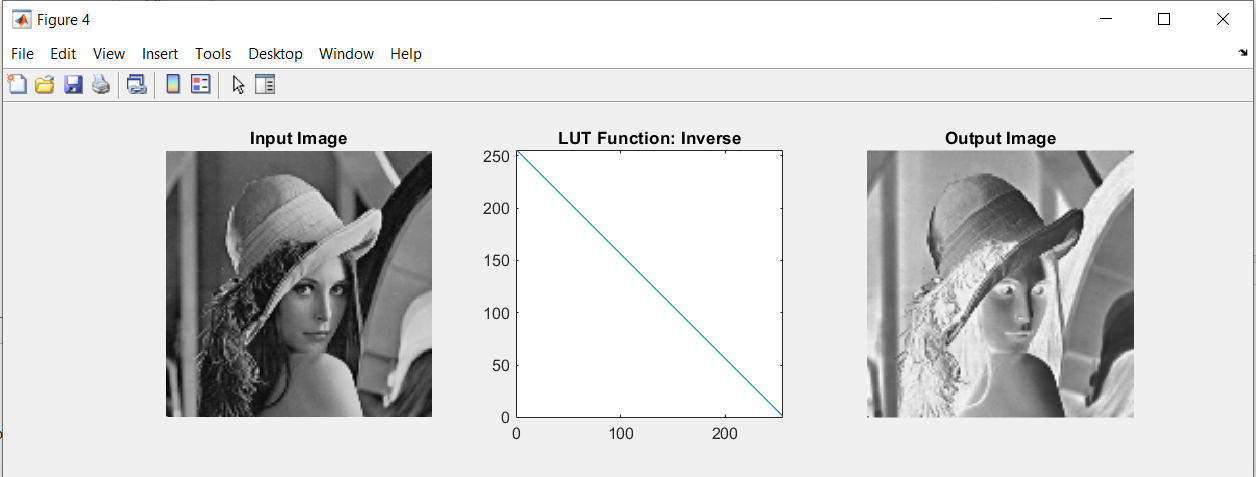 Figure 4
File Edit View Insert Tools Desktop Window Help
Input Image
LUT Function: Inverse
Output Image
250
200
150
100
50
0
0 100 200